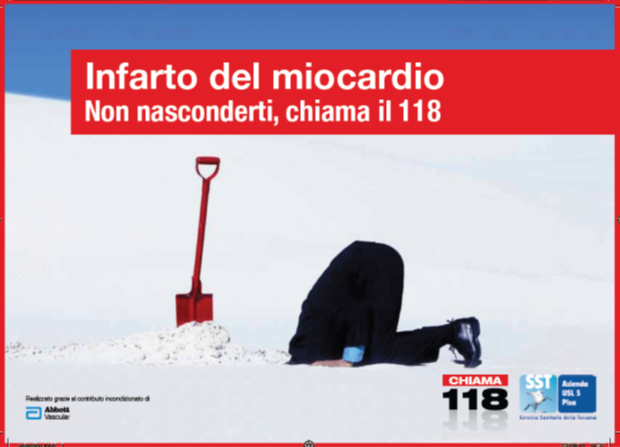 Infarto del miocardio
Non nasconderti, chiama il 118
Realizzato grazie al contributo incondizionato di
Abbott
Vascular
CHIAMA
118
SST
Azienda
USL 5
Pisa
Servizio Sanitario della Toscana